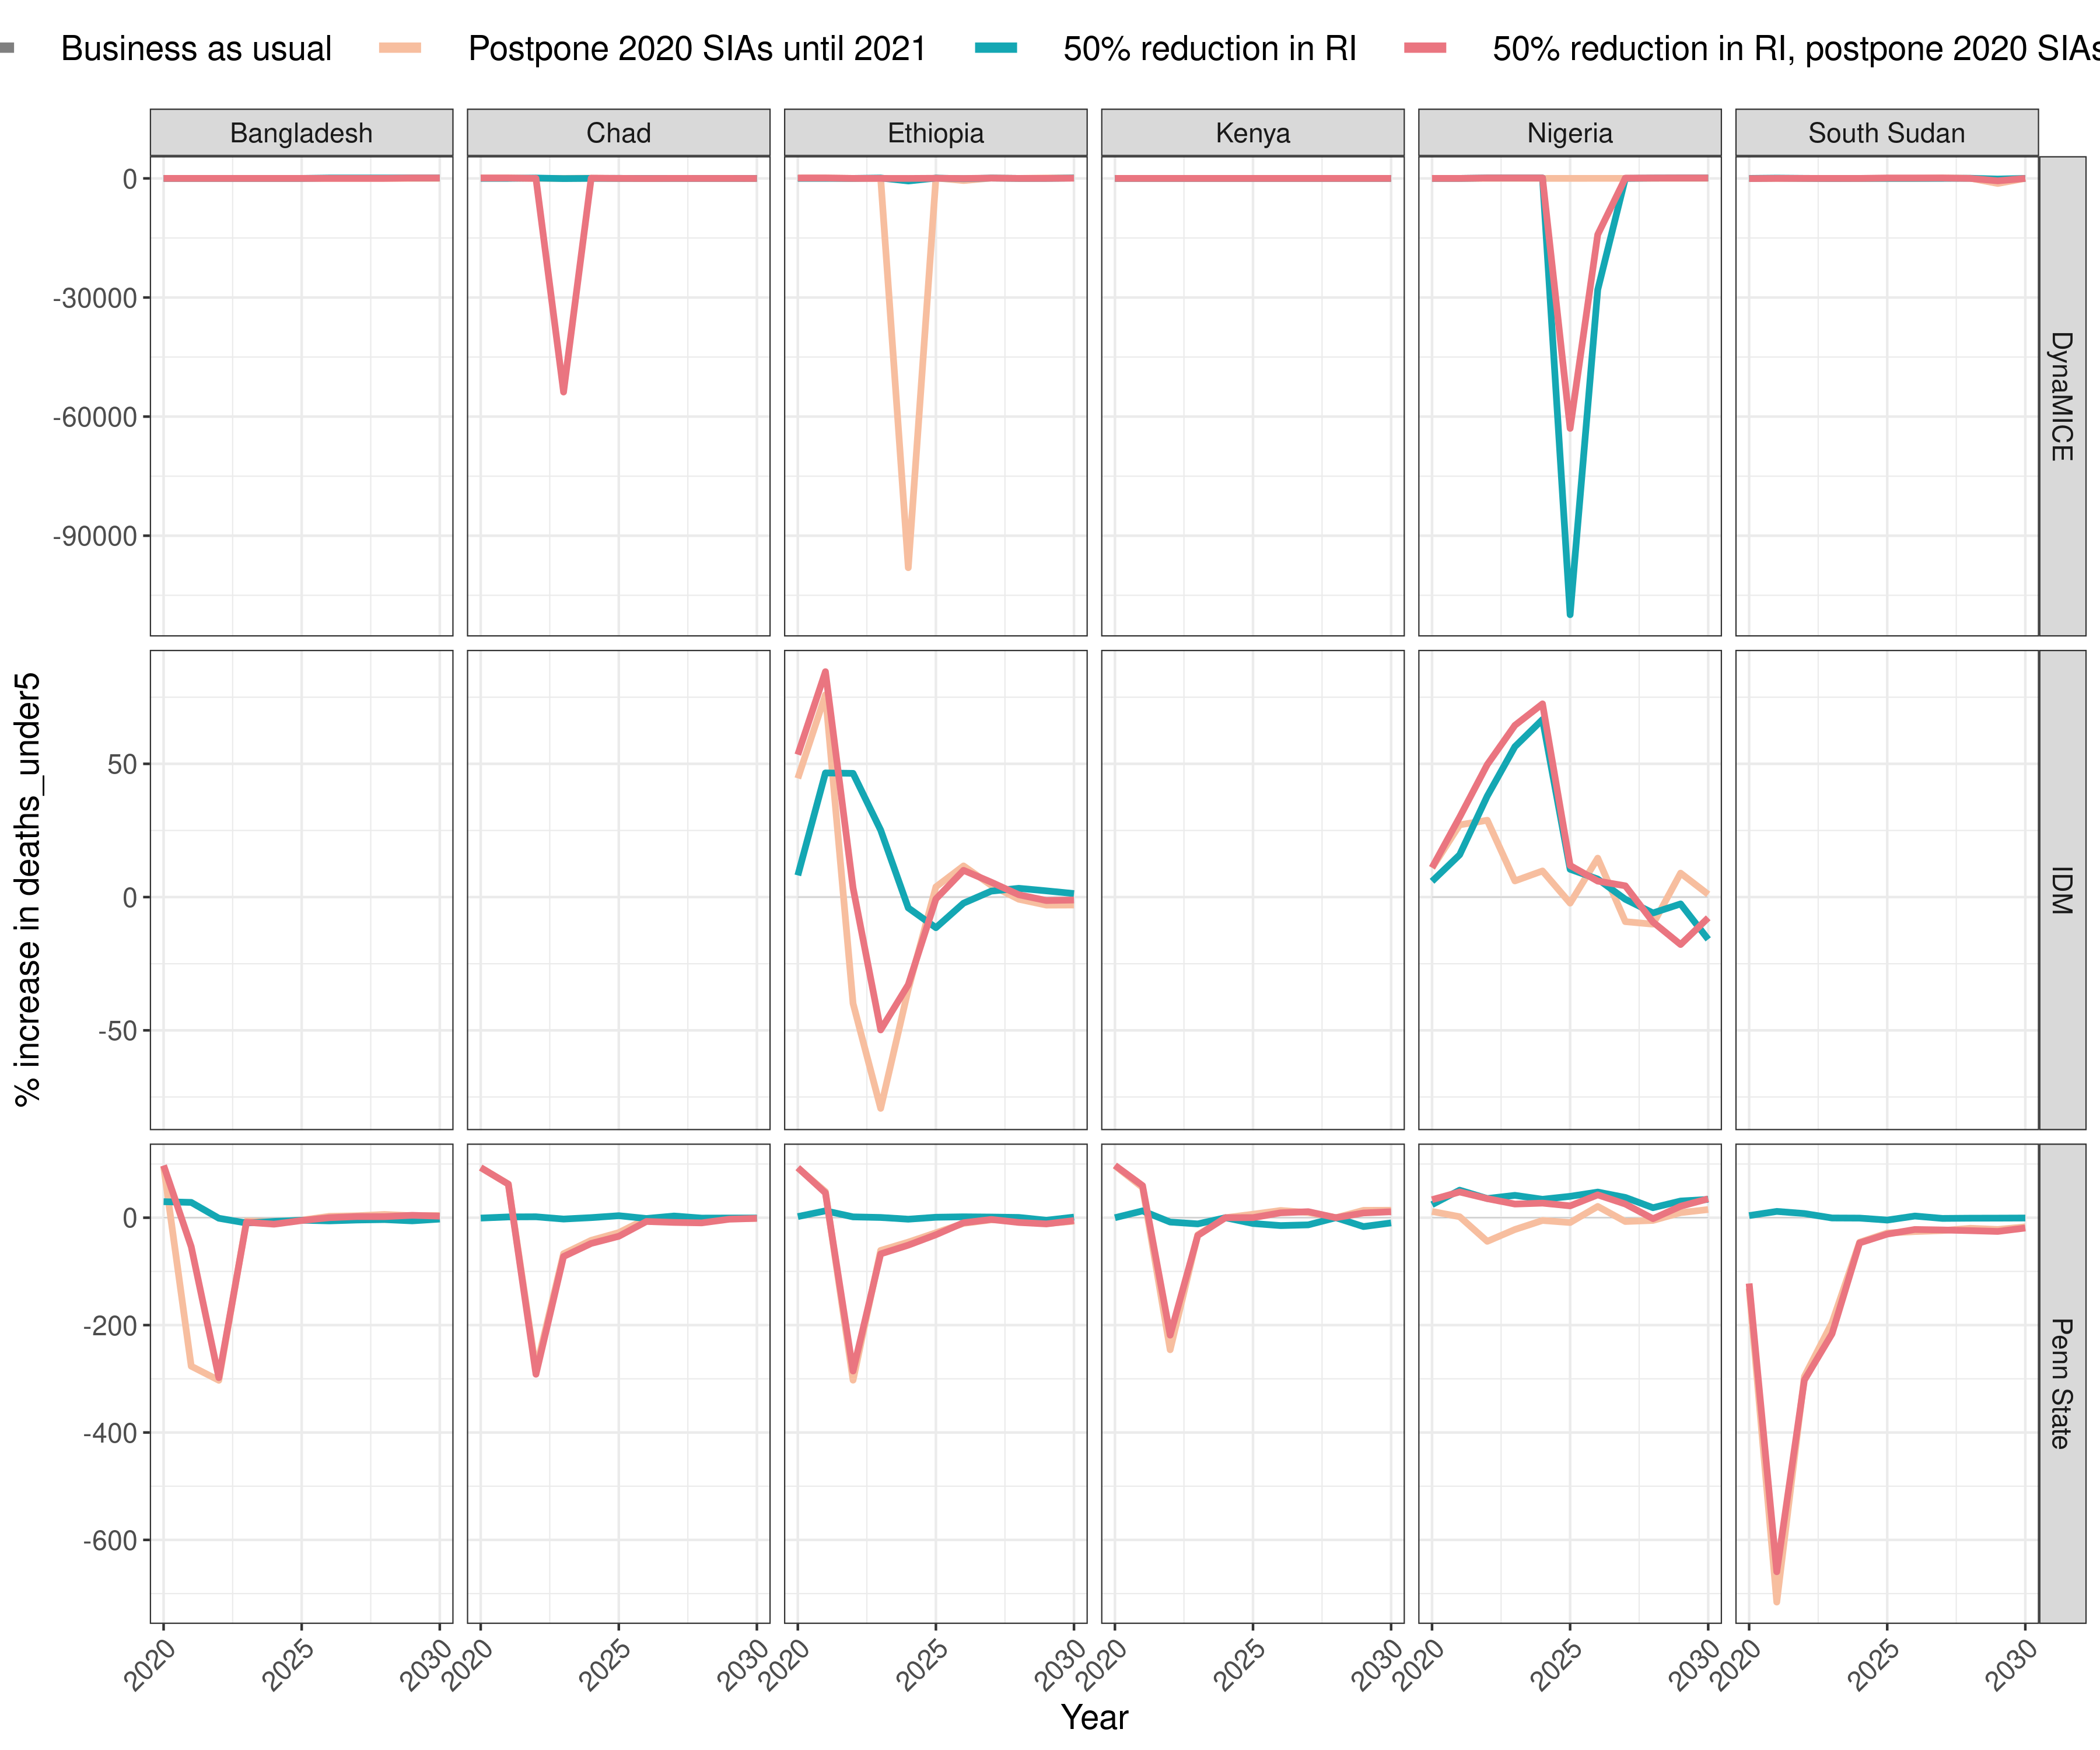 Business as usual Postpone 2020 SIAs until 2021 50% reduction in RI 50% reduction in RI, postpone 2020 SIAs
Bangladesh Chad Ethiopia Kenya Nigeria South Sudan
0
-30000
-60000
-90000
DynaMICE
50
0
-50
IDM
0
-200
-400
-600
Penn State
% increase in deaths_under5
2020 2025 2030 2020 2025 2030 2020 2025 2030 2020 2025 2030 2020 2025 2030 2020 2025 2030
Year